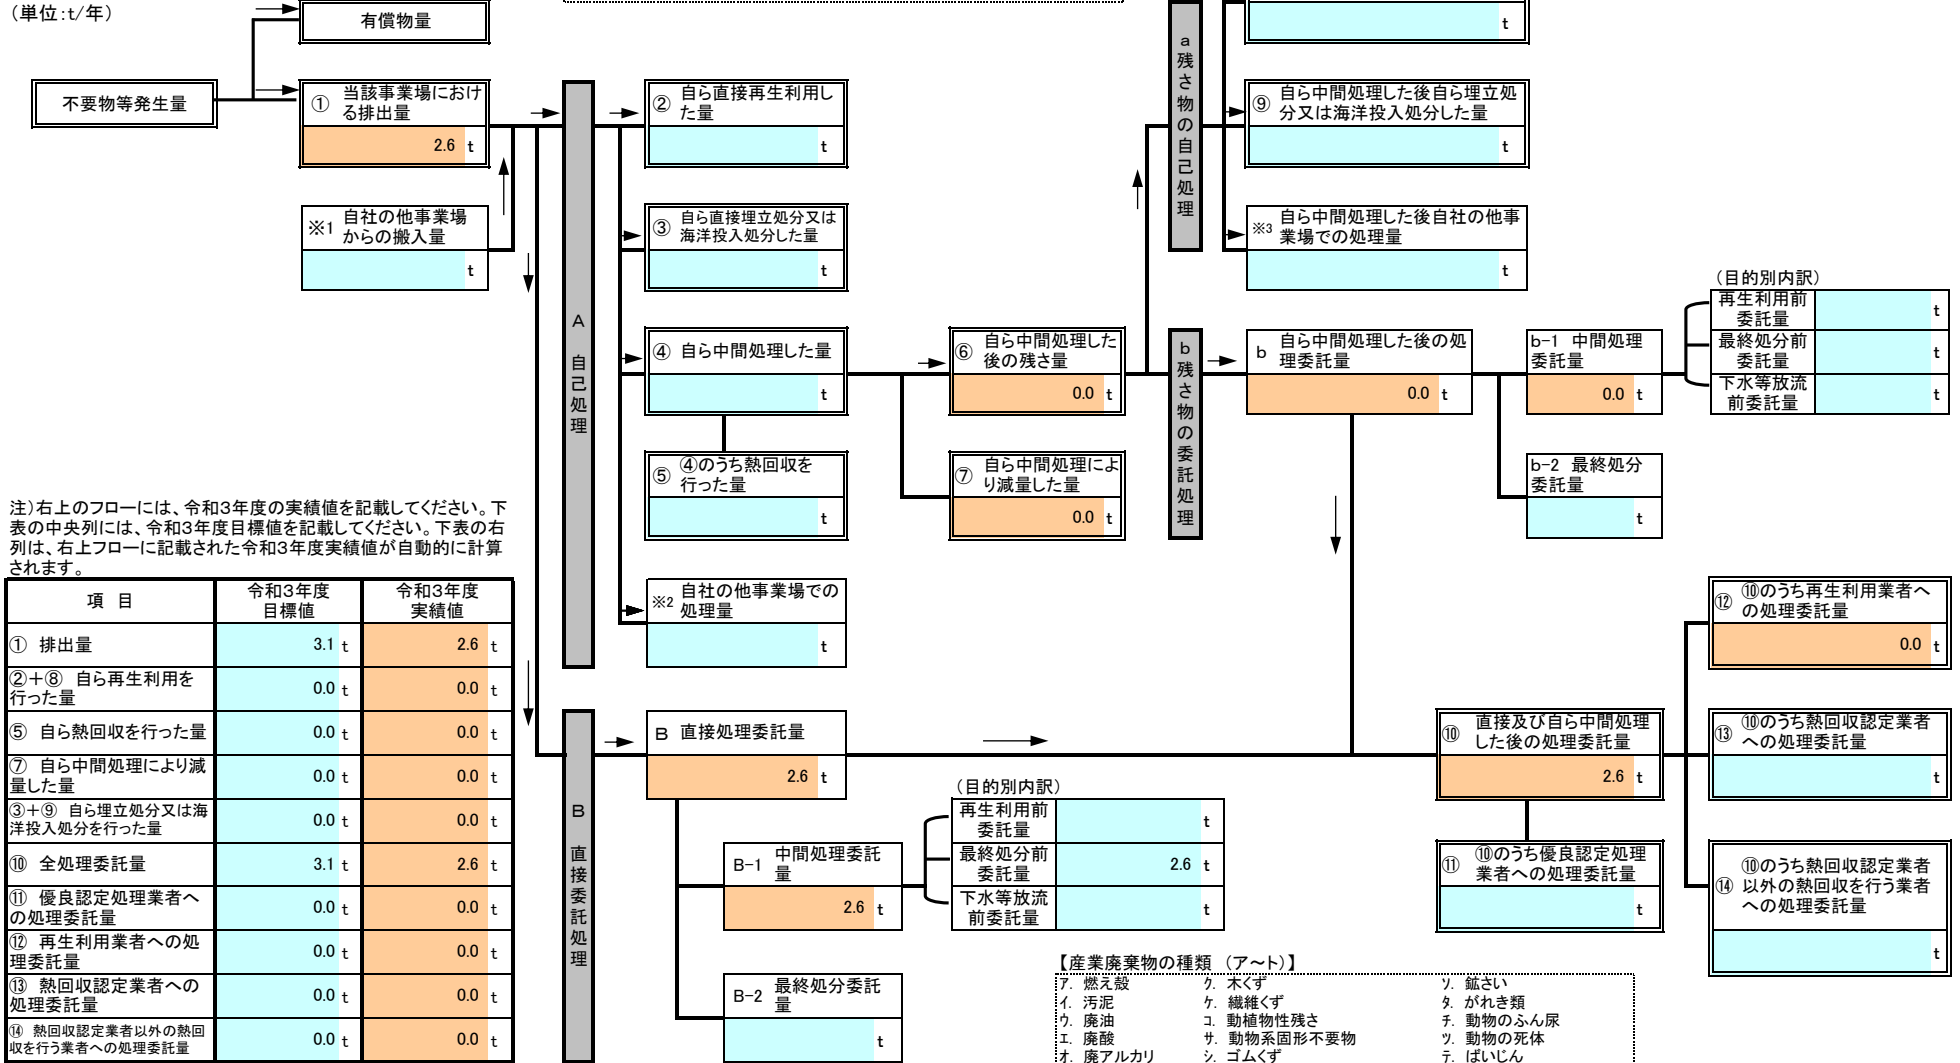 （単位：t/年）
有償物量
不要物等発生量
①
当該事業場におけ
る排出量
2.6 t
※1
自社の他事業場
からの搬入量
t
A 自己処理
②
自ら直接再生利用し
た量
t
③
自ら直接埋立処分又は
海洋投入処分した量
t
④ 自ら中間処理した量
t
⑤
④のうち熱回収を
行った量
t
※2
自社の他事業場での
処理量
t
⑥
自ら中間処理した
後の残さ量
0.0 t
⑦
自ら中間処理によ
り減量した量
0.0 t
a残さ物の自己処理
t
⑨
自ら中間処理した後自ら埋立処
分又は海洋投入処分した量
t
※3
自ら中間処理した後自社の他事
業場での処理量
t
b残さ物の委託処理
b
自ら中間処理した後の処
理委託量
0.0 t
b-1 中間処理
委託量
0.0 t
（目的別内訳）
再生利用前
委託量
t
最終処分前
委託量
t
下水等放流
前委託量
t
b-2 最終処分
委託量
t
注）右上のフローには、令和3年度の実績値を記載してください。下
表の中央列には、令和3年度目標値を記載してください。下表の右
列は、右上フローに記載された令和3年度実績値が自動的に計算
されます。
項 目
令和3年度
目標値
令和3年度
実績値
① 排出量 3.1 t 2.6 t
②＋⑧ 自ら再生利用を
行った量 0.0 t 0.0 t
⑤ 自ら熱回収を行った量 0.0 t 0.0 t
⑦ 自ら中間処理により減
量した量 0.0 t 0.0 t
③＋⑨ 自ら埋立処分又は海
洋投入処分を行った量 0.0 t 0.0 t
⑩ 全処理委託量 3.1 t 2.6 t
⑪ 優良認定処理業者へ
の処理委託量 0.0 t 0.0 t
⑫ 再生利用業者への処
理委託量 0.0 t 0.0 t
⑬ 熱回収認定業者への
処理委託量 0.0 t 0.0 t
⑭ 熱回収認定業者以外の熱回
収を行う業者への処理委託量 0.0 t 0.0 t
B 直接委託処理
B 直接処理委託量
2.6 t
B-1
中間処理委託
量
2.6 t
（目的別内訳）
再生利用前
委託量
t
最終処分前
委託量
2.6 t
下水等放流
前委託量
t
B-2
最終処分委託
量
t
⑩
直接及び自ら中間処理
した後の処理委託量
2.6 t
⑪
⑩のうち優良認定処理
業者への処理委託量
t
⑫
⑩のうち再生利用業者へ
の処理委託量
0.0 t
⑬
⑩のうち熱回収認定業者
への処理委託量
t
⑭
⑩のうち熱回収認定業者
以外の熱回収を行う業者
への処理委託量
t
【産業廃棄物の種類 （ア～ト）】
ア. 燃え殻 ク. 木くず ソ. 鉱さい
イ. 汚泥 ケ. 繊維くず タ. がれき類
ウ. 廃油 コ. 動植物性残さ チ. 動物のふん尿
エ. 廃酸 サ. 動物系固形不要物 ツ. 動物の死体
オ. 廃アルカリ シ. ゴムくず テ. ばいじん